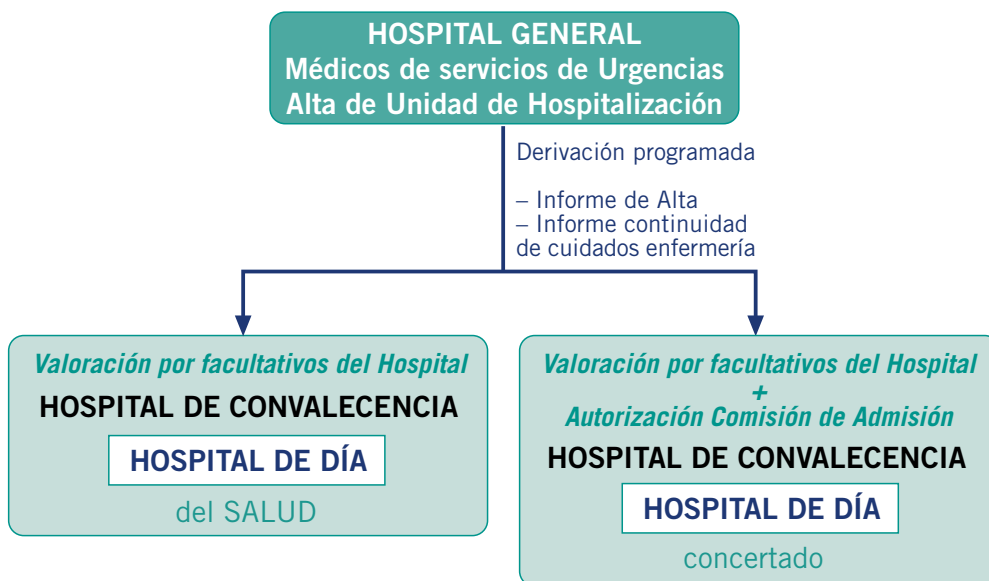 HOSPITAL GENERAL
Médicos de servicios de Urgencias
Alta de Unidad de Hospitalización
Derivación programada
– Informe de Alta
– Informe continuidad
de cuidados enfermería
Valoración por facultativos del Hospital
HOSPITAL DE CONVALECENCIA
HOSPITAL DE DÍA
del SALUD
Valoración por facultativos del Hospital
+
Autorización Comisión de Admisión
HOSPITAL DE CONVALECENCIA
HOSPITAL DE DÍA
concertado